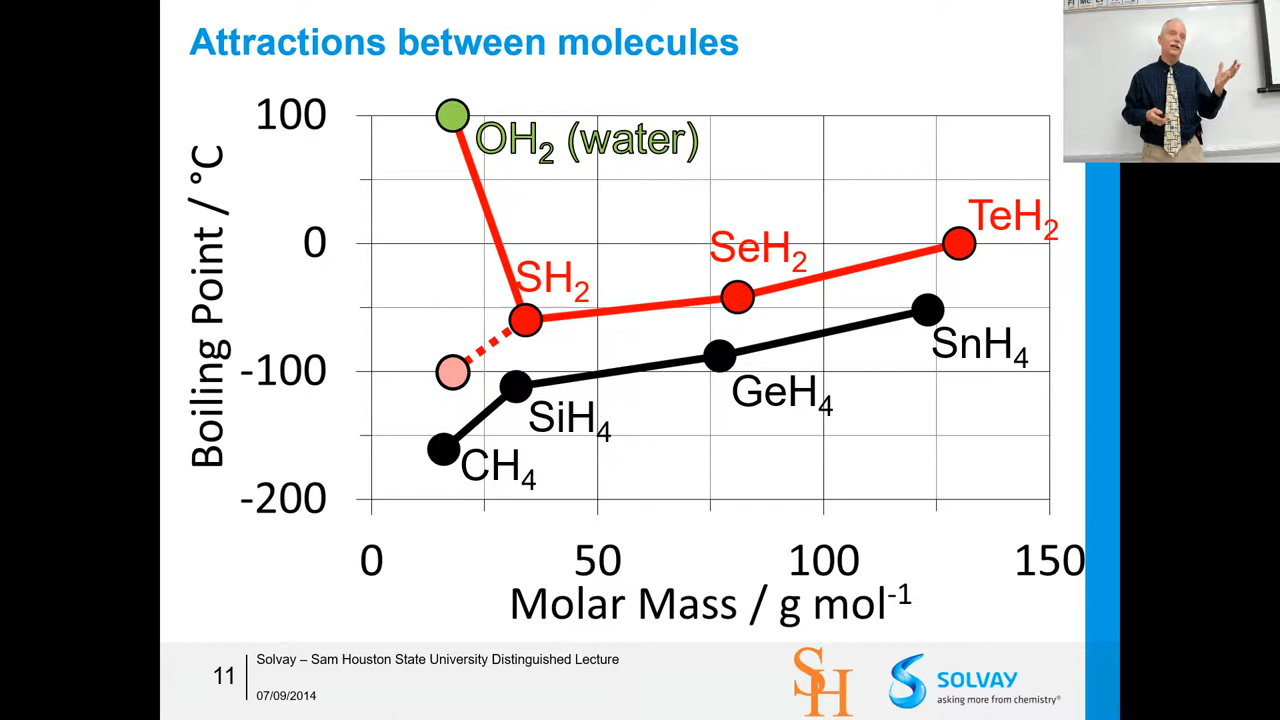 Attractions between molecules
100
0
-100
-200
Boiling Point / °C
OH₂ (water)
SH₂
SeH₂
TeH₂
CH₄
SiH₄
GeH₄
SnH₄
0 50 100 150
Molar Mass / g mol⁻¹
11
Solvay – Sam Houston State University Distinguished Lecture
07/09/2014
SH
SOLVAY
asking more from chemistry®